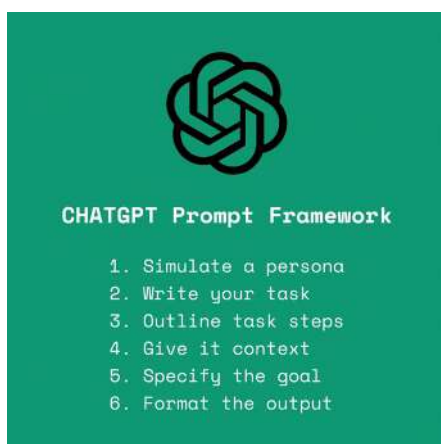 CHATGPT Prompt Framework
1. Simulate a persona
2. Write your task
3. Outline task steps
4. Give it context
5. Specify the goal
6. Format the output